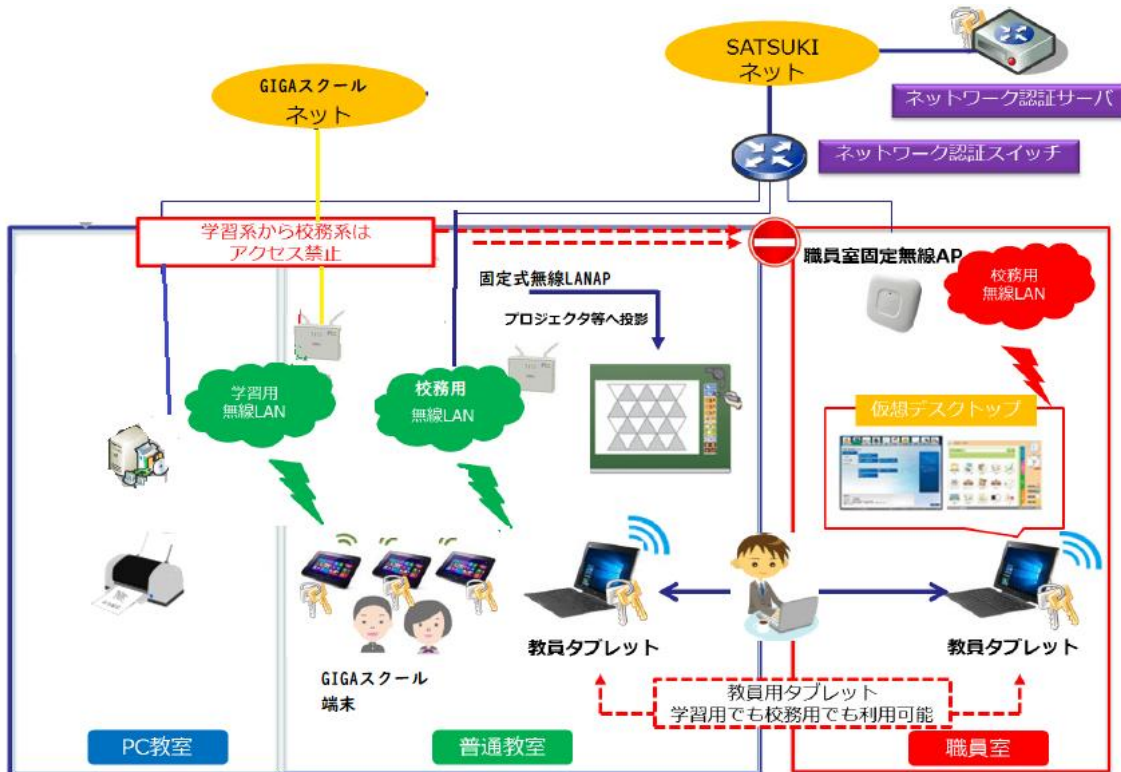 SATSUKI
ネット
ネットワーク認証サーバ
GIGAスクール
ネット
ネットワーク認証スイッチ
学習系から校務系は
アクセス禁止
固定式無線LANAP
プロジェクタ等へ投影
職員室固定無線AP
校務用
無線LAN
学習用
無線LAN
校務用
無線LAN
仮想デスクトップ
教員タブレット
教員タブレット
GIGAスクール
端末
教員用タブレット
学習用でも校務用でも利用可能
PC教室
普通教室
職員室